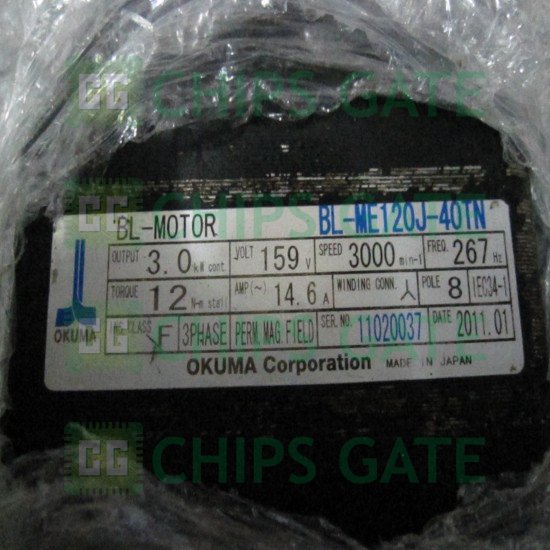 CHIPS GATE
BL-MOTOR BL-ME120J-40TN
OUTPUT 3.0 kW cont VOLT 159 V SPEED 3000 min-1 FREQ. 267 Hz
TORQUE 12 N-m stall AMP(~) 14.6 A WINDING CONN. POLE 8 IEC34-1
INS.CLASS F 3PHASE PERM. MAG. FIELD SER. NO. 11020037 DATE 2011.01
OKUMA
OKUMA Corporation MADE IN JAPAN
CHIPS GATE
CHIPS GATE
CHIPS GATE